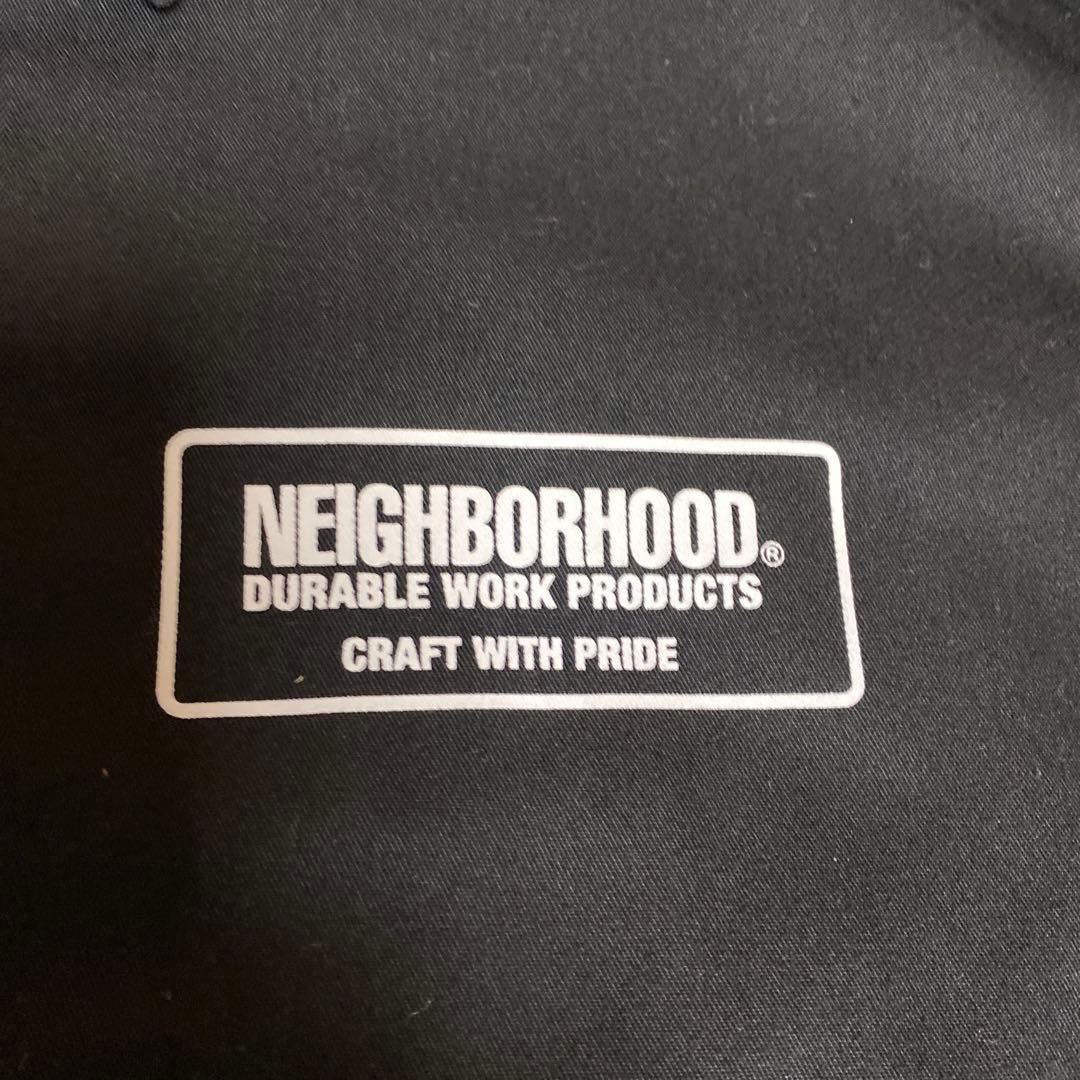 NEIGHBORHOOD®
DURABLE WORK PRODUCTS
CRAFT WITH PRIDE